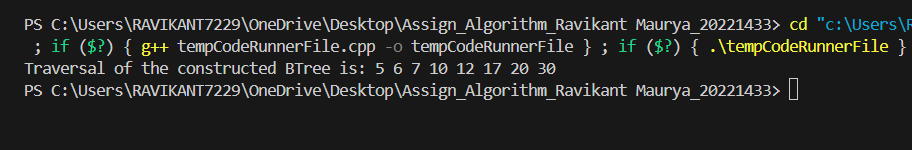 PS C:\Users\RAVIKANT7229\OneDrive\Desktop\Assign_Algorithm_Ravikant Maurya_20221433> cd "c:\Users\R
; if ($?) { g++ tempCodeRunnerFile.cpp -o tempCodeRunnerFile } ; if ($?) { .\tempCodeRunnerFile }
Traversal of the constructed BTree is: 5 6 7 10 12 17 20 30
PS C:\Users\RAVIKANT7229\OneDrive\Desktop\Assign_Algorithm_Ravikant Maurya_20221433>